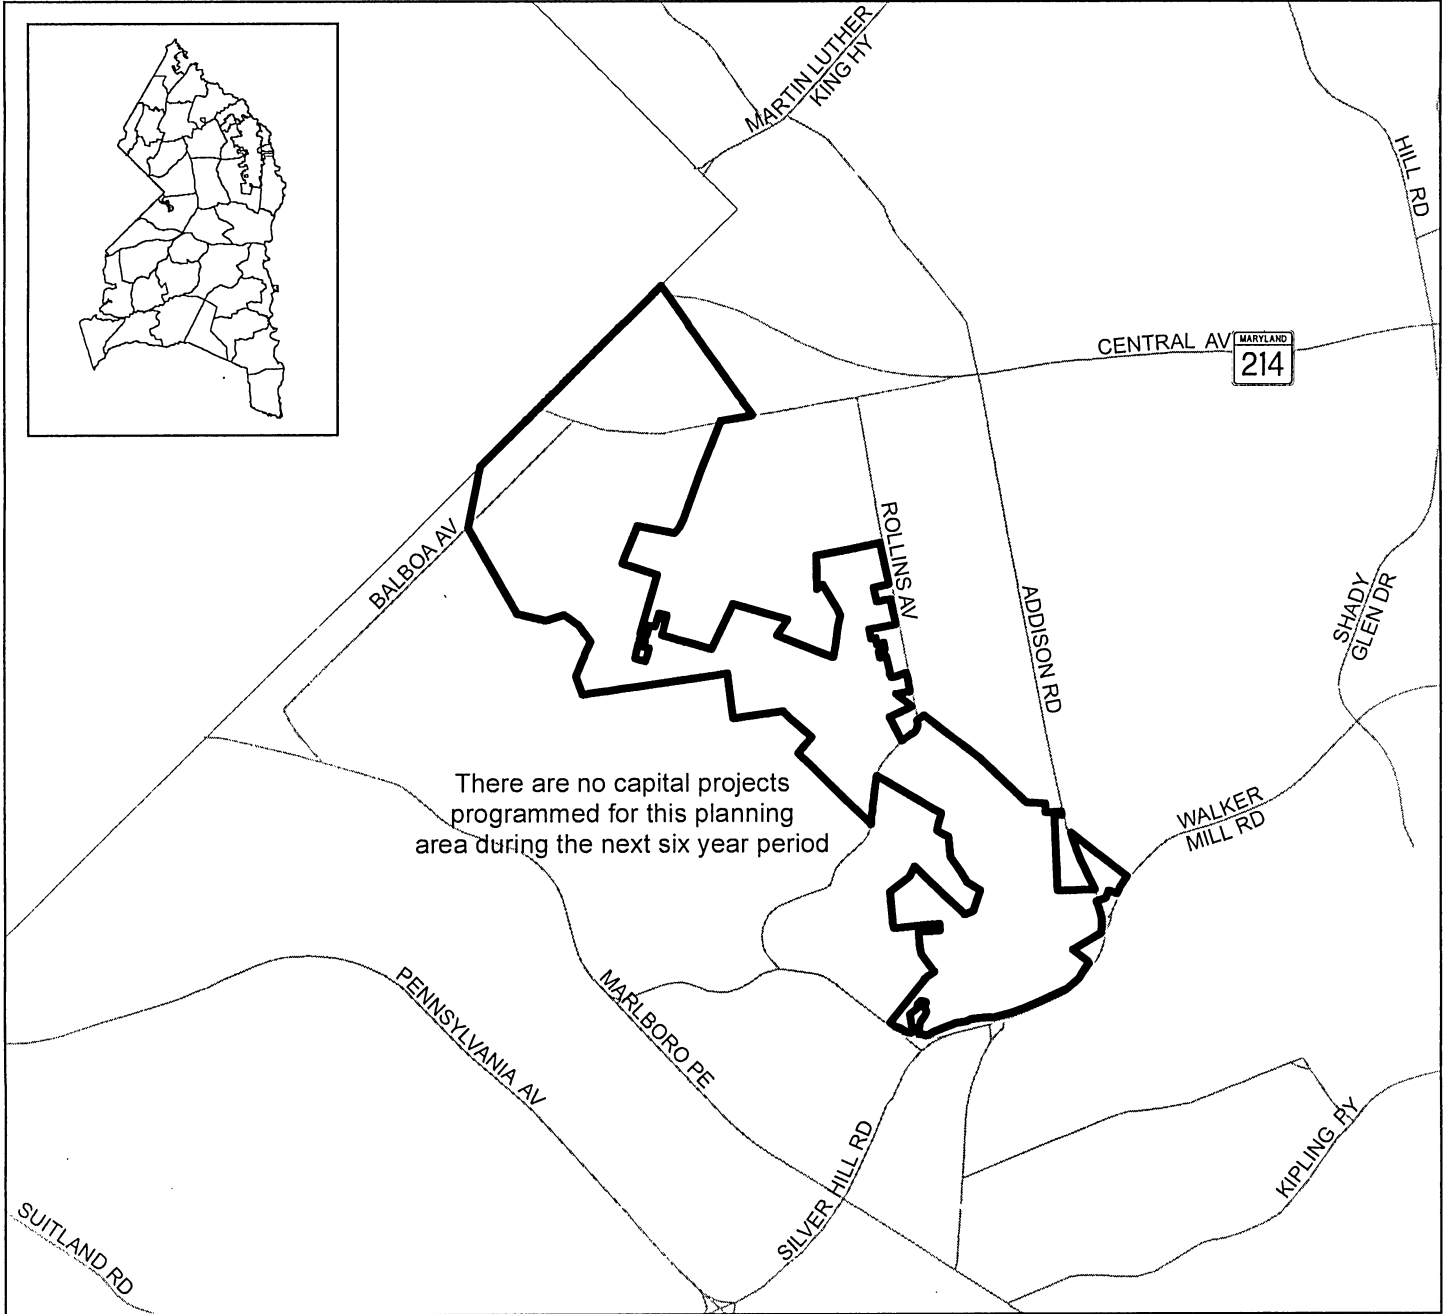 MARTIN LUTHER
KING HY
HILL RD
CENTRAL AV
MARYLAND
214
BALBOA AV
ROLLINS AV
ADDISON RD
SHADY
GLEN DR
There are no capital projects
programmed for this planning
area during the next six year period
WALKER
MILL RD
PENNSYLVANIA AV
MARLBORO PE
SILVER HILL RD
KIPLING PY
SUITLAND RD